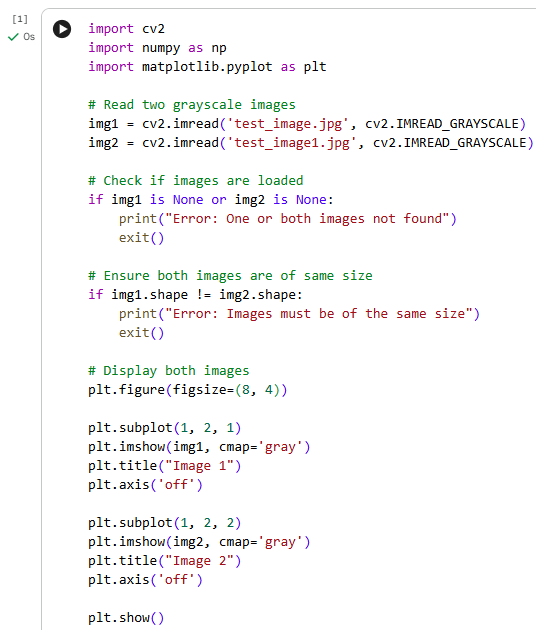 [1]
0s
import cv2
import numpy as np
import matplotlib.pyplot as plt

# Read two grayscale images
img1 = cv2.imread('test_image.jpg', cv2.IMREAD_GRAYSCALE)
img2 = cv2.imread('test_image1.jpg', cv2.IMREAD_GRAYSCALE)

# Check if images are loaded
if img1 is None or img2 is None:
    print("Error: One or both images not found")
    exit()

# Ensure both images are of same size
if img1.shape != img2.shape:
    print("Error: Images must be of the same size")
    exit()

# Display both images
plt.figure(figsize=(8, 4))

plt.subplot(1, 2, 1)
plt.imshow(img1, cmap='gray')
plt.title("Image 1")
plt.axis('off')

plt.subplot(1, 2, 2)
plt.imshow(img2, cmap='gray')
plt.title("Image 2")
plt.axis('off')

plt.show()